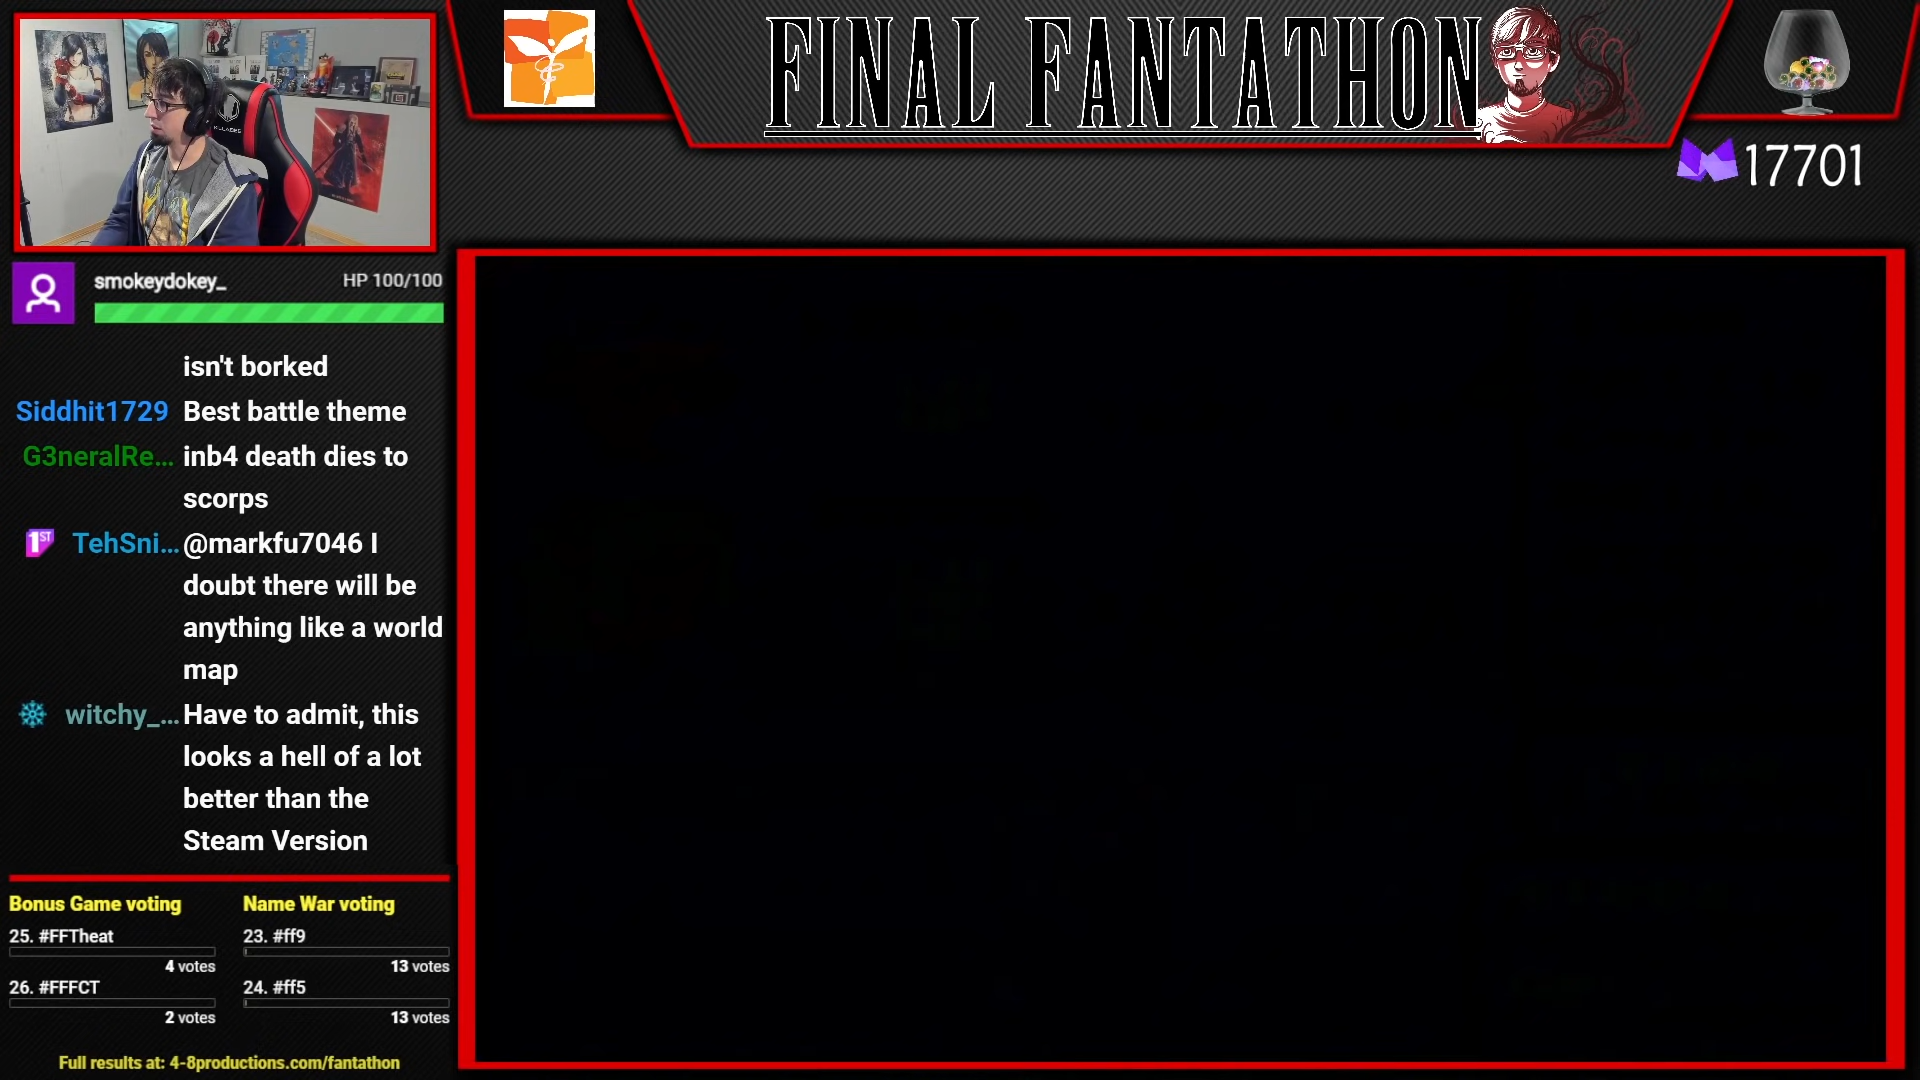 FINAL FANTATHON
17701
smokeydokey_ HP 100/100
isn't borked
Siddhit1729 Best battle theme
G3neralRe... inb4 death dies to
scorps
1ST TehSni... @markfu7046 I
doubt there will be
anything like a world
map
witchy_... Have to admit, this
looks a hell of a lot
better than the
Steam Version
Bonus Game voting
25. #FFTheat
4 votes
26. #FFFCT
2 votes
Name War voting
23. #ff9
13 votes
24. #ff5
13 votes
Full results at: 4-8productions.com/fantathon